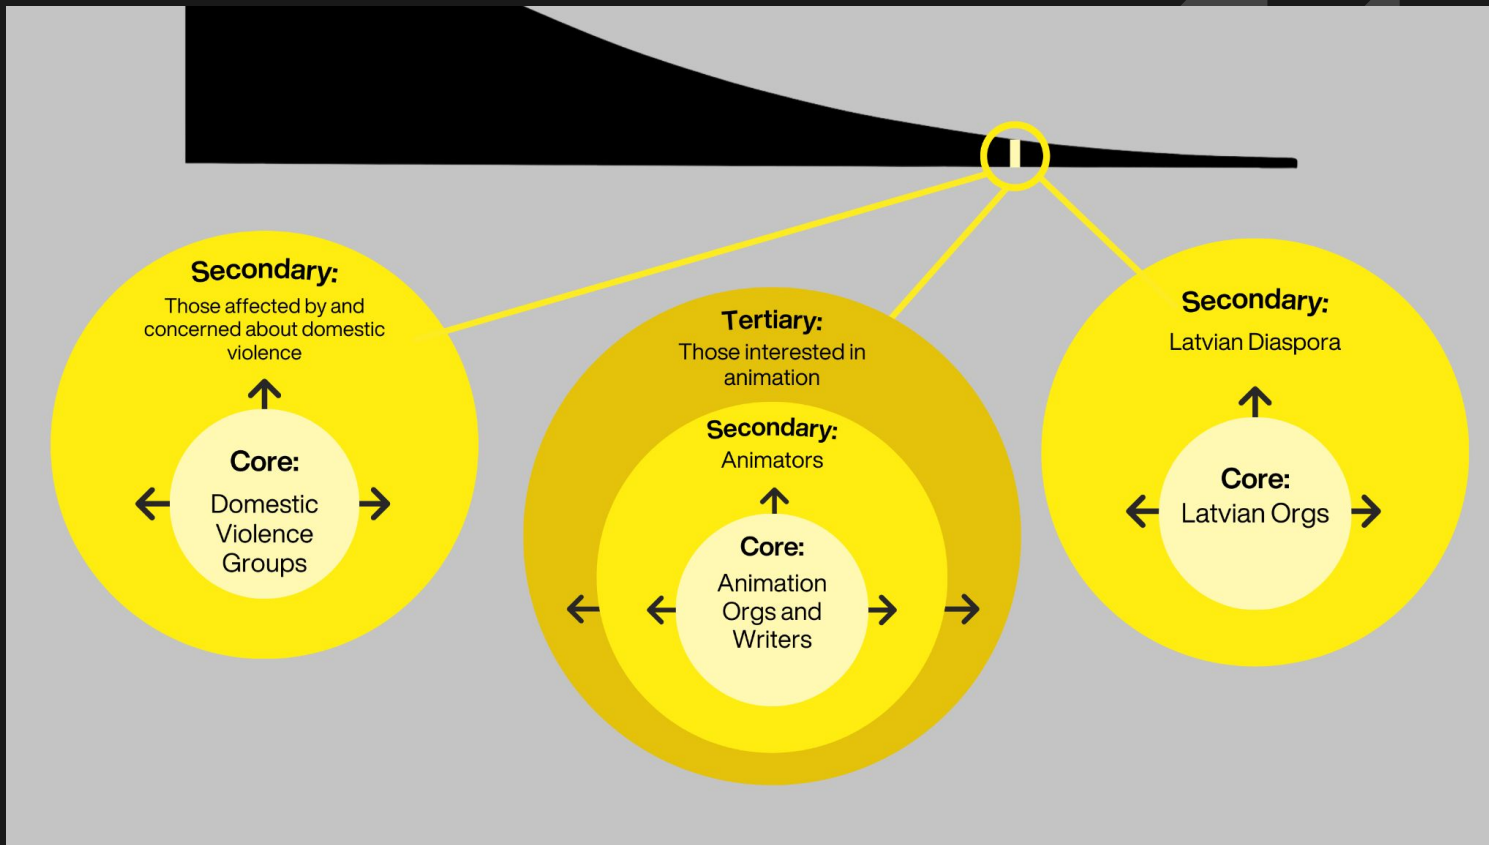 Secondary:
Those affected by and
concerned about domestic
violence
Core:
Domestic
Violence
Groups
Tertiary:
Those interested in
animation
Secondary:
Animators
Core:
Animation
Orgs and
Writers
Secondary:
Latvian Diaspora
Core:
Latvian Orgs